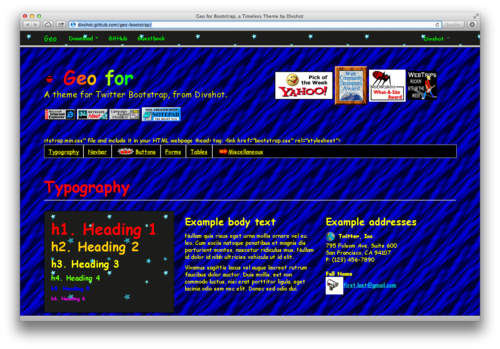 Geo for Bootstrap, a Timeless Theme by Divshot
divshot.github.com/geo-bootstrap/
Geo Download GitHub Guestbook Divshot
Geo for
A theme for Twitter Bootstrap, from Divshot.
Pick of the Week YAHOO!
What-A-Site Award
WEBTRIPS
NOTEPAD
otstrap.min.css" file and include it in your HTML webpage <head> tag: <link href="bootstrap.css" rel="stylesheet">
Typography Navbar Buttons Forms Tables Miscellaneous
Typography
h1. Heading 1
h2. Heading 2
h3. Heading 3
h4. Heading 4
h5. Heading 5
h6. Heading 6
Example body text
Nullam quis risus eget urna mollis ornare vel eu
leo. Cum sociis natoque penatibus et magnis dis
parturient montes, nascetur ridiculus mus. Nullam
id dolor id nibh ultricies vehicula ut id elit.
Vivamus sagittis lacus vel augue laoreet rutrum
faucibus dolor auctor. Duis mollis, est non
commodo luctus, nisi erat porttitor ligula, eget
lacinia odio sem nec elit. Donec sed odio dui.
Example addresses
Twitter, Inc.
795 Folsom Ave, Suite 600
San Francisco, CA 94107
P: (123) 456-7890
Full Name
first.last@gmail.com